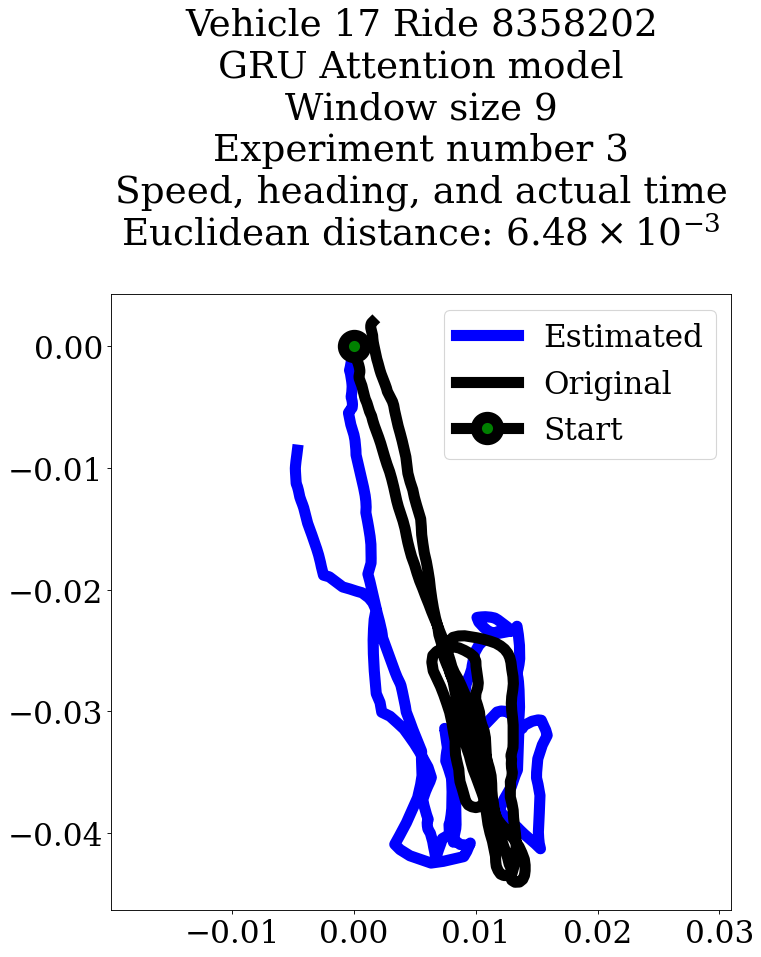 Vehicle 17 Ride 8358202
GRU Attention model
Window size 9
Experiment number 3
Speed, heading, and actual time
Euclidean distance: 6.48 × 10⁻³
Estimated
Original
Start
0.00
−0.01
−0.02
−0.03
−0.04
−0.01 0.00 0.01 0.02 0.03